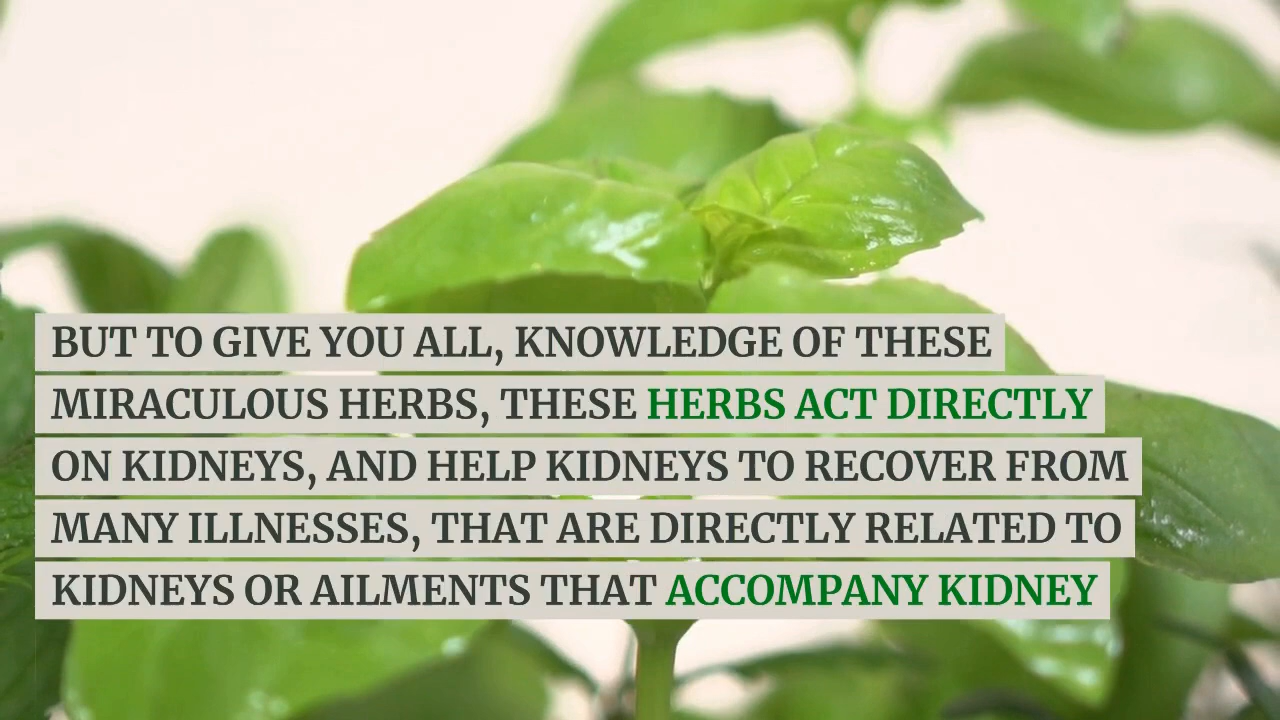 BUT TO GIVE YOU ALL, KNOWLEDGE OF THESE
MIRACULOUS HERBS, THESE HERBS ACT DIRECTLY
ON KIDNEYS, AND HELP KIDNEYS TO RECOVER FROM
MANY ILLNESSES, THAT ARE DIRECTLY RELATED TO
KIDNEYS OR AILMENTS THAT ACCOMPANY KIDNEY